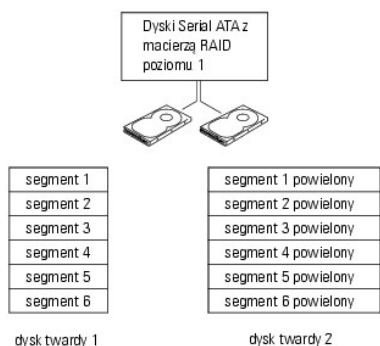 Dyski Serial ATA z
macierzą RAID
poziomu 1
segment 1
segment 2
segment 3
segment 4
segment 5
segment 6
dysk twardy 1
segment 1 powielony
segment 2 powielony
segment 3 powielony
segment 4 powielony
segment 5 powielony
segment 6 powielony
dysk twardy 2